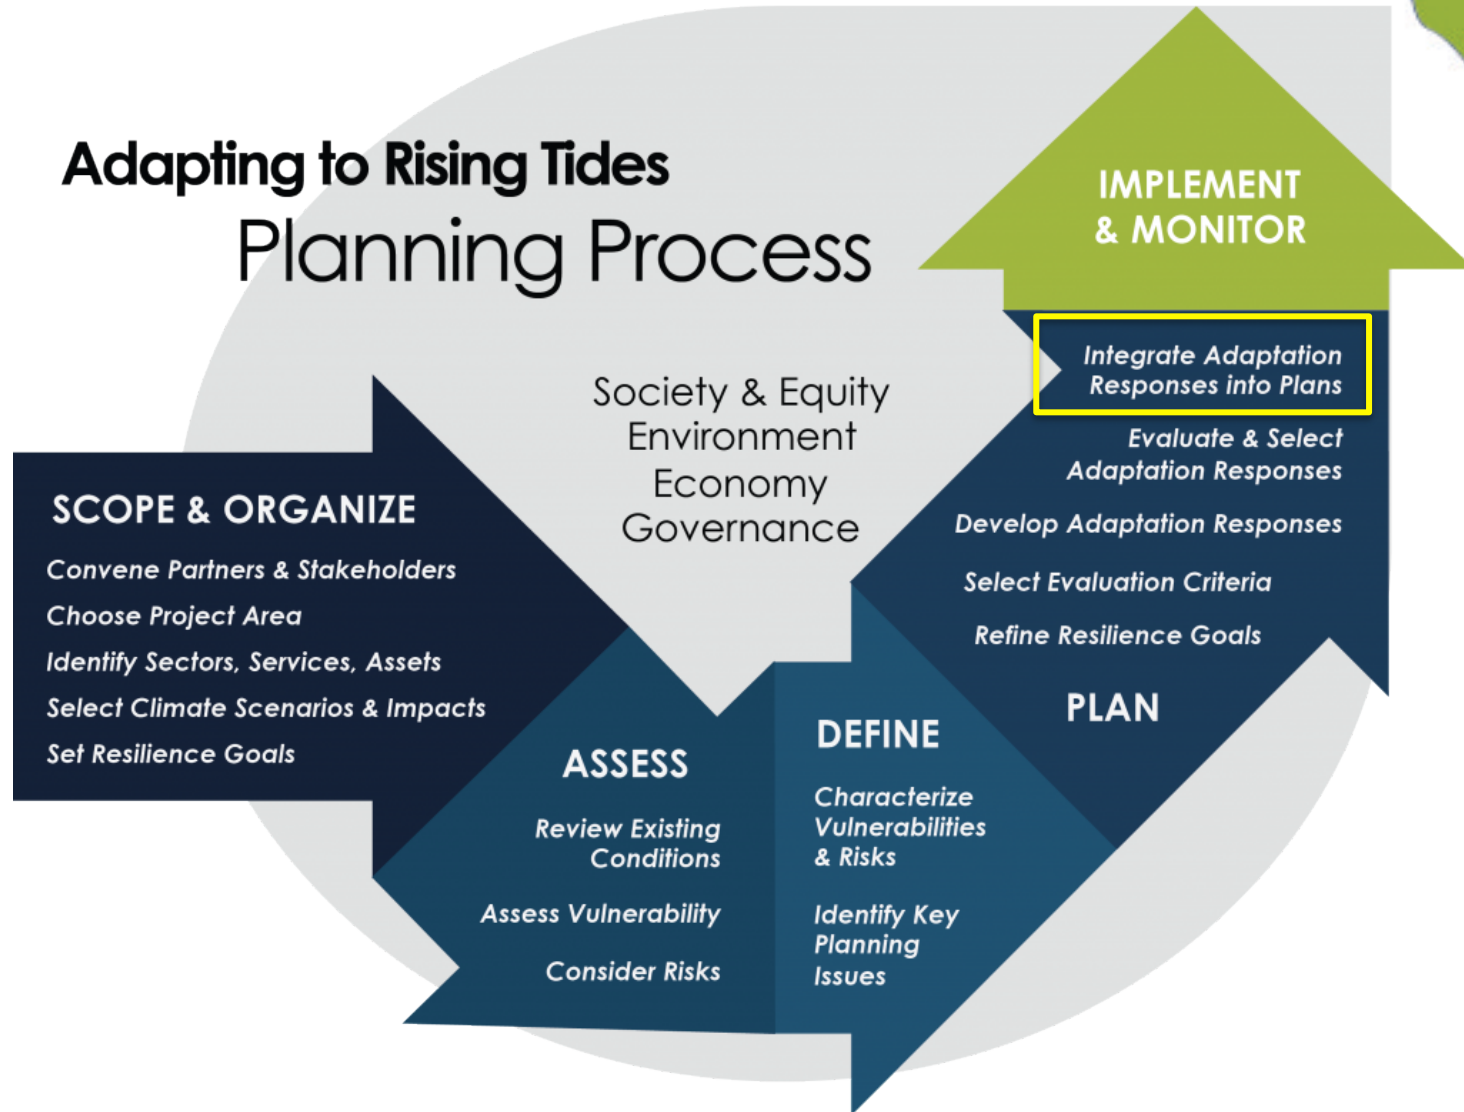 Adapting to Rising Tides
Planning Process
Society & Equity
Environment
Economy
Governance
SCOPE & ORGANIZE
Convene Partners & Stakeholders
Choose Project Area
Identify Sectors, Services, Assets
Select Climate Scenarios & Impacts
Set Resilience Goals
ASSESS
Review Existing
Conditions
Assess Vulnerability
Consider Risks
DEFINE
Characterize
Vulnerabilities
& Risks
Identify Key
Planning
Issues
PLAN
Refine Resilience Goals
Select Evaluation Criteria
Develop Adaptation Responses
Evaluate & Select
Adaptation Responses
Integrate Adaptation
Responses into Plans
IMPLEMENT
& MONITOR